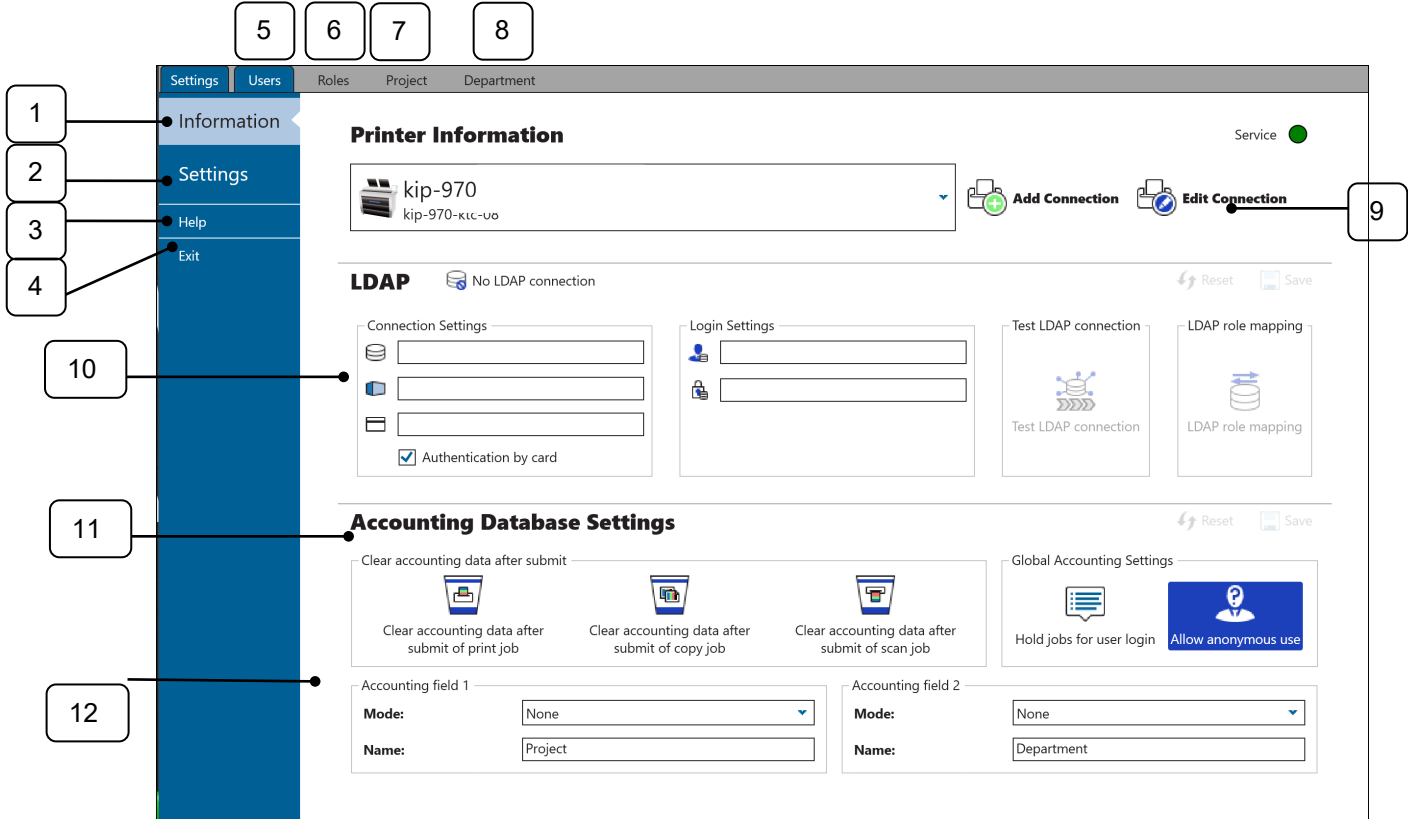 5 6 7 8
Settings Users Roles Project Department
1
2
3
4
10
11
12
9
Information
Settings
Help
Exit
Printer Information
Service
kip-970
kip-970-ktc-08
Add Connection
Edit Connection
LDAP
No LDAP connection
Reset Save
Connection Settings
Authentication by card
Login Settings
Test LDAP connection
Test LDAP connection
LDAP role mapping
LDAP role mapping
Accounting Database Settings
Reset Save
Clear accounting data after submit
Clear accounting data after
submit of print job
Clear accounting data after
submit of copy job
Clear accounting data after
submit of scan job
Global Accounting Settings
Hold jobs for user login
Allow anonymous use
Accounting field 1
Mode: None
Name: Project
Accounting field 2
Mode: None
Name: Department